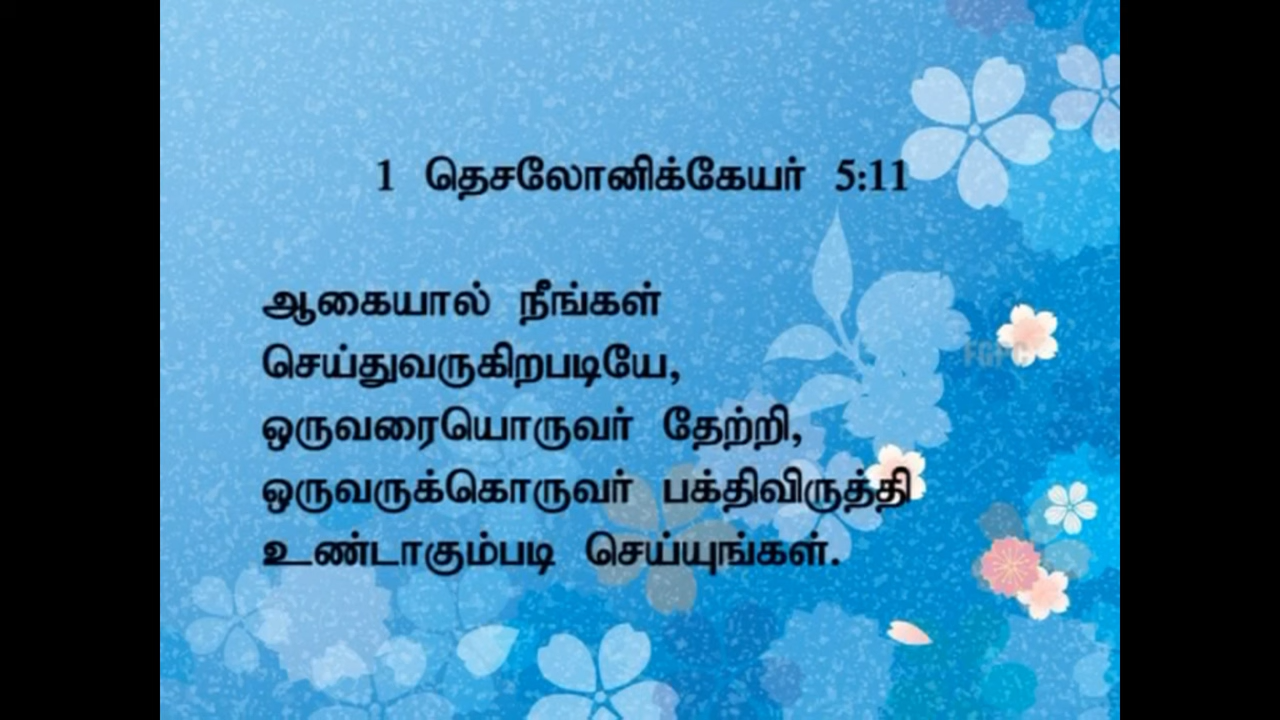 1 தெசலோனிக்கேயர் 5:11
ஆகையால் நீங்கள்
செய்துவருகிறபடியே,
FGPC
ஒருவரையொருவர் தேற்றி,
ஒருவருக்கொருவர் பக்திவிருத்தி
உண்டாகும்படி செய்யுங்கள்.